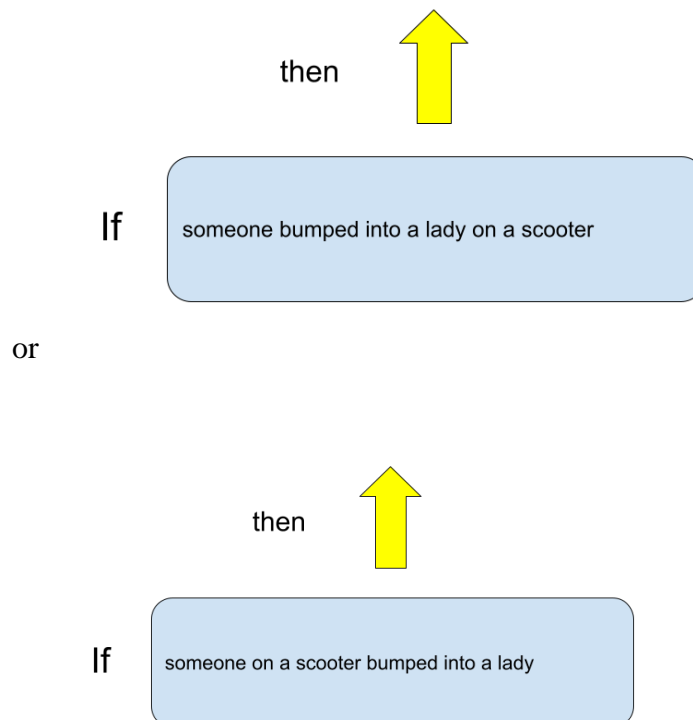 then
If someone bumped into a lady on a scooter
or
then
If someone on a scooter bumped into a lady